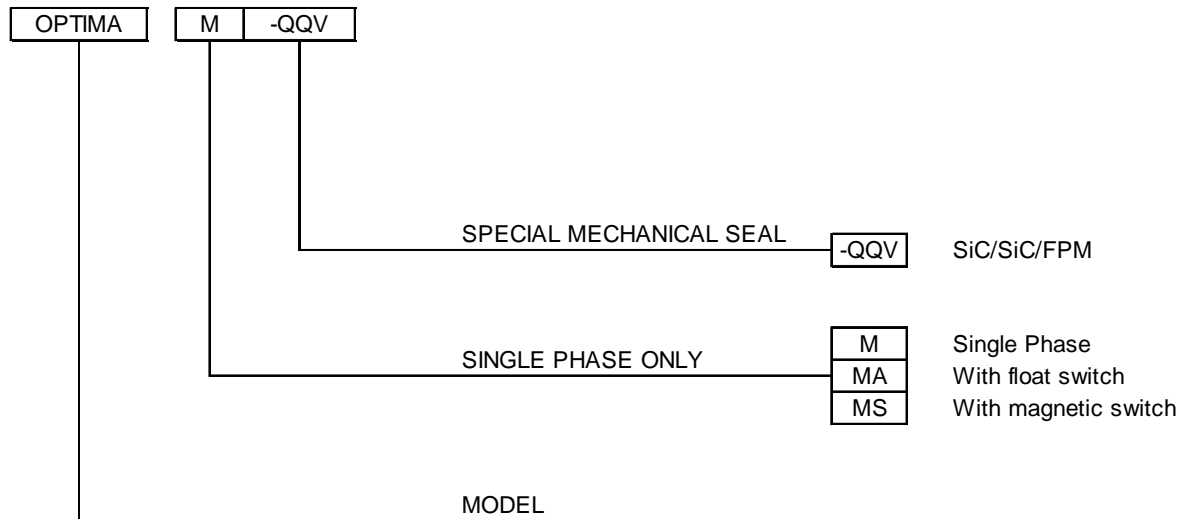 OPTIMA M -QQV
SPECIAL MECHANICAL SEAL -QQV SiC/SiC/FPM
M Single Phase
SINGLE PHASE ONLY
MA With float switch
MS With magnetic switch
MODEL